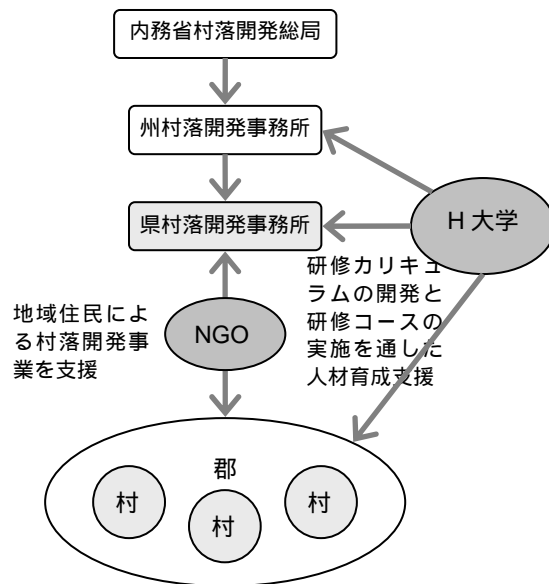 内務省村落開発総局
州村落開発事務所
県村落開発事務所
H 大学
研修カリキュ
ラムの開発と
研修コースの
実施を通した
人材育成支援
地域住民によ
る村落開発事
業を支援
NGO
郡
村
村
村